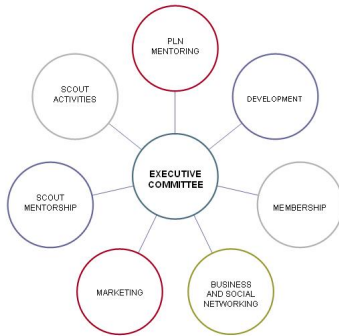 PLN
MENTORING
SCOUT
ACTIVITIES
DEVELOPMENT
EXECUTIVE
COMMITTEE
SCOUT
MENTORSHIP
MEMBERSHIP
MARKETING
BUSINESS
AND SOCIAL
NETWORKING